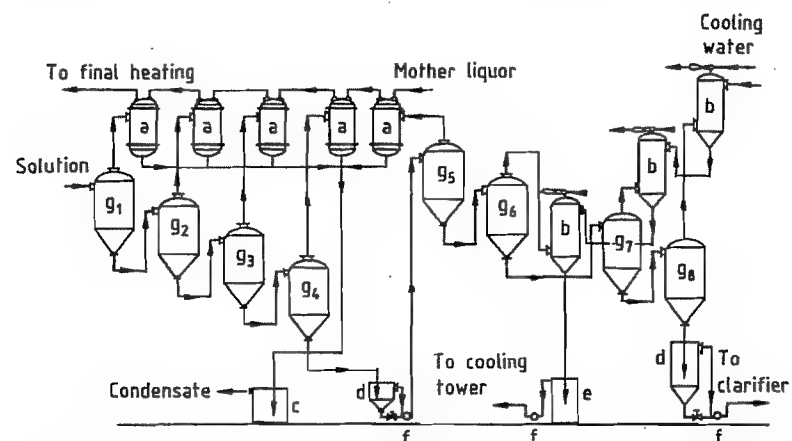 Cooling
water
To final heating
Mother liquor
a a a a a
b
b
Solution
g1
g2
g3
g4
g5
g6
b
g7
g8
Condensate
c
d
To cooling
tower
e
d
To
clarifier
f
f
f